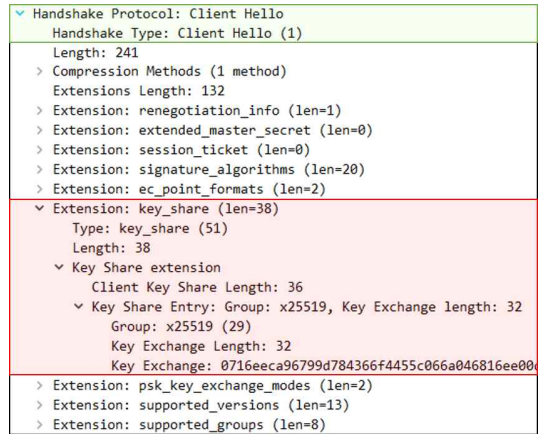 Handshake Protocol: Client Hello
Handshake Type: Client Hello (1)
Length: 241
Compression Methods (1 method)
Extensions Length: 132
Extension: renegotiation_info (len=1)
Extension: extended_master_secret (len=0)
Extension: session_ticket (len=0)
Extension: signature_algorithms (len=20)
Extension: ec_point_formats (len=2)
Extension: key_share (len=38)
Type: key_share (51)
Length: 38
Key Share extension
Client Key Share Length: 36
Key Share Entry: Group: x25519, Key Exchange length: 32
Group: x25519 (29)
Key Exchange Length: 32
Key Exchange: 0716eeca96799d784366f4455c066a046816ee00
Extension: psk_key_exchange_modes (len=2)
Extension: supported_versions (len=13)
Extension: supported_groups (len=8)